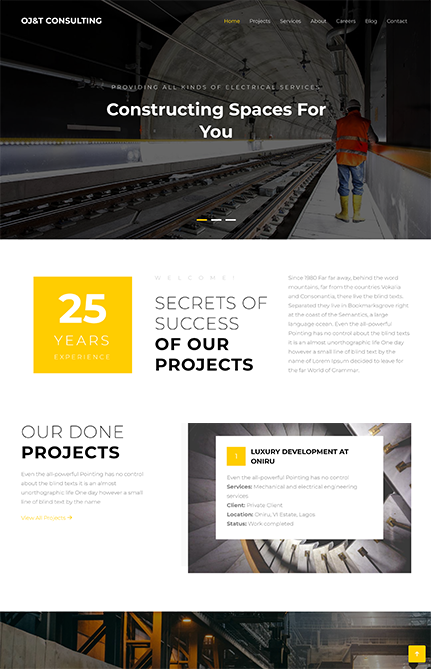 OJ&T CONSULTING
Home Projects Services About Careers Blog Contact
PROVIDING ALL KINDS OF ELECTRICAL SERVICES
Constructing Spaces For
You
25
YEARS
EXPERIENCE
WELCOME!
SECRETS OF
SUCCESS
OF OUR
PROJECTS
Since 1980 Far far away, behind the word
mountains, far from the countries Vokalia
and Consonantia, there live the blind texts.
Separated they live in Bookmarksgrove right
at the coast of the Semantics, a large
language ocean. Even the all-powerful
Pointing has no control about the blind texts
it is an almost unorthographic life One day
however a small line of blind text by the
name of Lorem Ipsum decided to leave for
the far World of Grammar.
OUR DONE
PROJECTS
Even the all-powerful Pointing has no control
about the blind texts it is an almost
unorthographic life One day however a small
line of blind text by the name
View All Projects
1
LUXURY DEVELOPMENT AT
ONIRU
Even the all-powerful Pointing has no control
Services: Mechanical and electrical engineering
services
Client: Private Client
Location: Oniru, VI Estate, Lagos
Status: Work completed